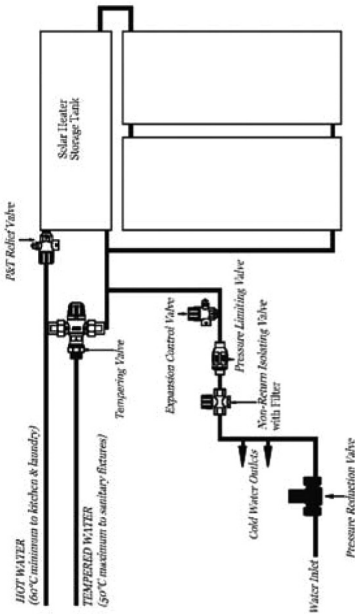 HOT WATER
(60°C minimum to kitchen & laundry)
TEMPERED WATER
(50°C maximum to sanitary fixtures)
P&T Relief Valve
Solar Heater
Storage Tank
Tempering Valve
Expansion Control Valve
Pressure Limiting Valve
Non-Return Isolating Valve
with Filter
Cold Water Outlets
Water Inlet
Pressure Reduction Valve